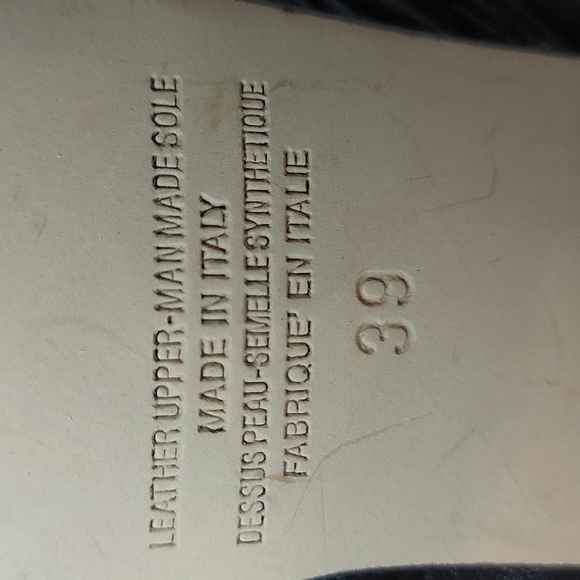 LEATHER UPPER-MAN MADE SOLE
MADE IN ITALY
DESSUS PEAU-SEMELLE SYNTHETIQUE
FABRIQUE' EN ITALIE
39